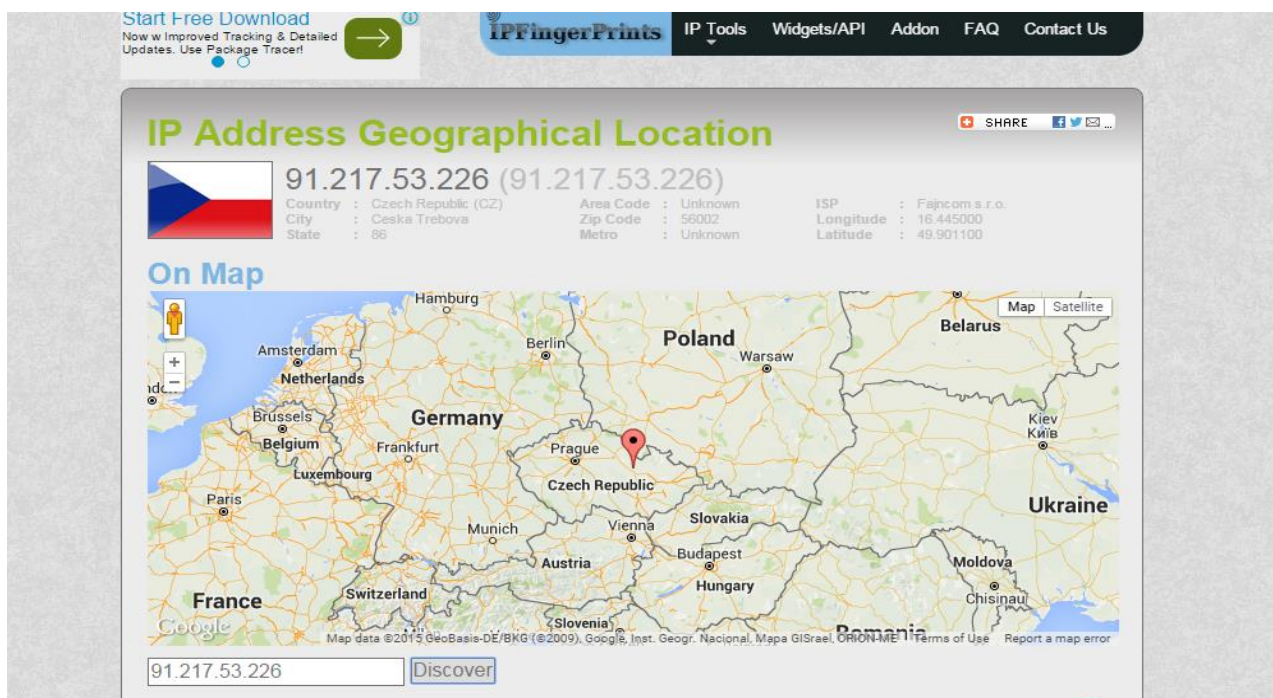 Start Free Download
Now w Improved Tracking & Detailed
Updates. Use Package Tracer!
IPFingerPrints
IP Tools Widgets/API Addon FAQ Contact Us
IP Address Geographical Location
SHARE ...
91.217.53.226 (91.217.53.226)
Country : Czech Republic (CZ) Area Code : Unknown ISP : Fajncom s.r.o.
City : Ceska Trebova Zip Code : 56002 Longitude : 16.445000
State : 86 Metro : Unknown Latitude : 49.901100
On Map
Map Satellite
Hamburg
Belarus
Berlin
Poland
Amsterdam
Warsaw
Netherlands
Brussels
Germany
Kiev
Київ
Belgium
Frankfurt
Prague
Luxembourg
Czech Republic
Paris
Ukraine
Slovakia
Munich
Vienna
Budapest
Moldova
Austria
Hungary
Switzerland
Chisinau
France
Slovenia
Romania
Google
Map data ©2015 GeoBasis-DE/BKG (©2009), Google, Inst. Geogr. Nacional, Mapa GISrael, ORION-ME Terms of Use Report a map error
91.217.53.226 Discover